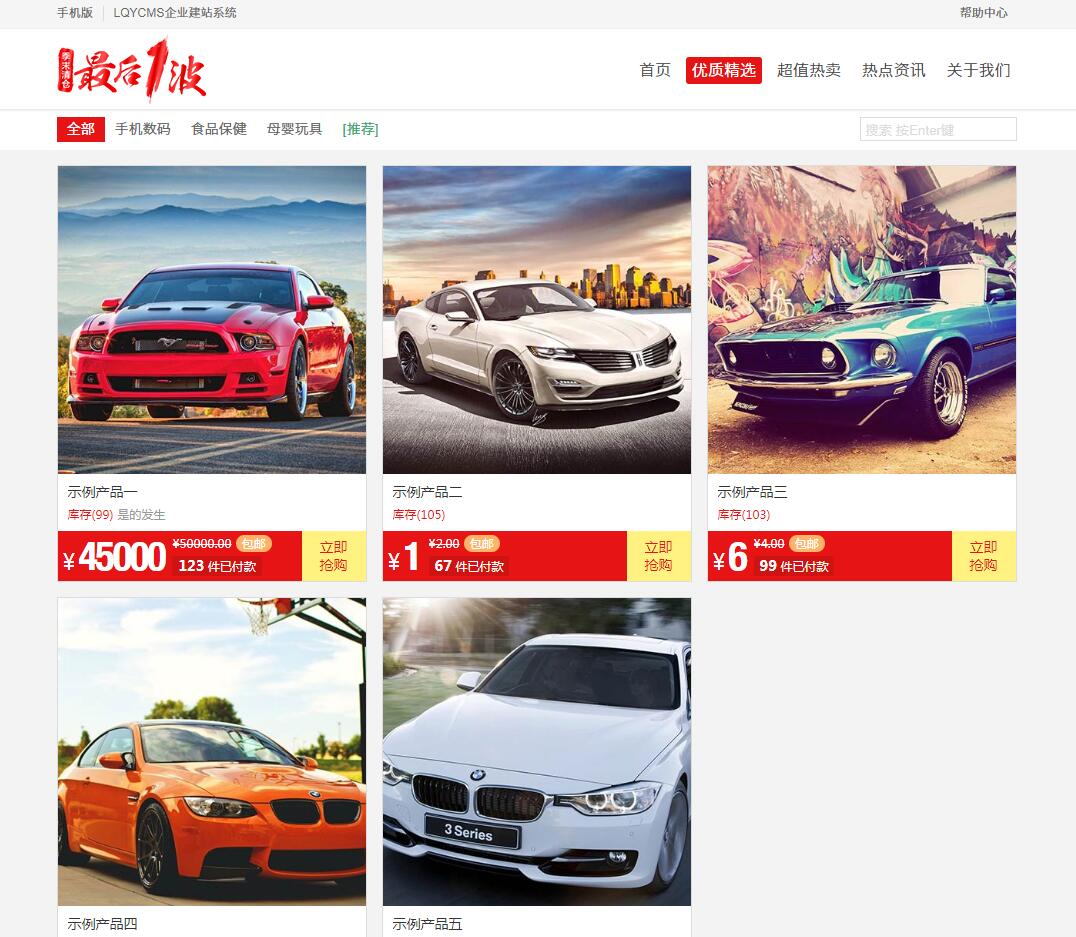 手机版 LQYCMS企业建站系统 帮助中心
季末清仓 最后1波
首页 优质精选 超值热卖 热点资讯 关于我们
全部 手机数码 食品保健 母婴玩具 [推荐] 搜索 按Enter键
示例产品一
库存(99) 是的发生
¥45000 ¥50000.00 包邮
123 件已付款
立即
抢购
示例产品二
库存(105)
¥1 ¥2.00 包邮
67 件已付款
立即
抢购
示例产品三
库存(103)
¥6 ¥4.00 包邮
99 件已付款
立即
抢购
3 Series
示例产品四
示例产品五